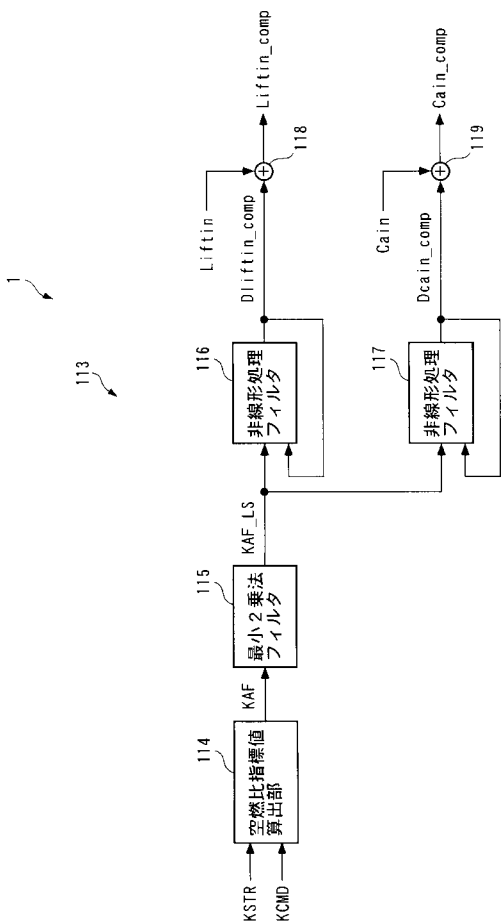 1
113
KSTR
KCMD
114
空燃比指標値
算出部
KAF
115
最小2乗法
フィルタ
KAF_LS
116
非線形処理
フィルタ
Dliftin_comp
Liftin
118
Liftin_comp
117
非線形処理
フィルタ
Dcain_comp
Cain
119
Cain_comp